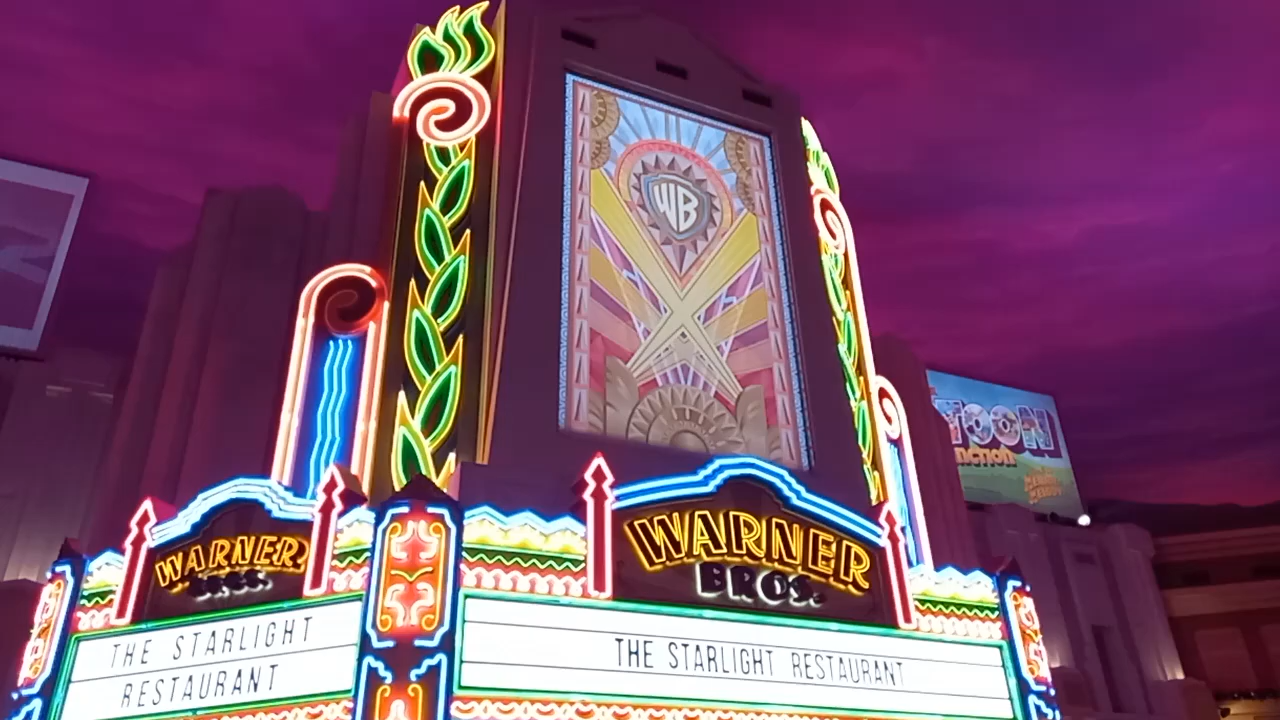 WB
TOON
WARNER
BROS.
WARNER
BROS.
THE STARLIGHT
RESTAURANT
THE STARLIGHT RESTAURANT